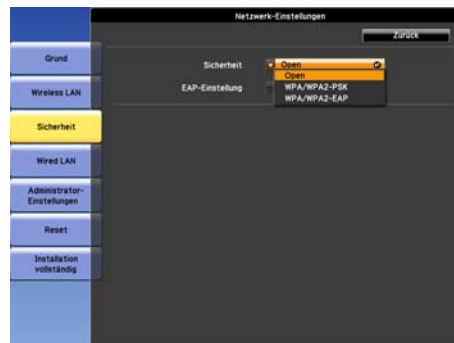 Netzwerk-Einstellungen
Zurück
Grund
Wireless LAN
Sicherheit
Wired LAN
Administrator-
Einstellungen
Reset
Installation
vollständig
Sicherheit
Open
Open
WPA/WPA2-PSK
WPA/WPA2-EAP
EAP-Einstellung